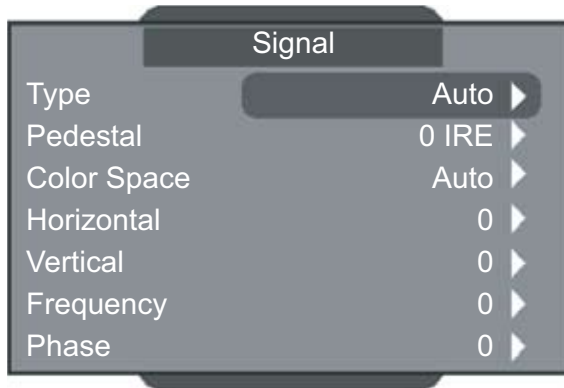 Signal
Type Auto
Pedestal 0 IRE
Color Space Auto
Horizontal 0
Vertical 0
Frequency 0
Phase 0